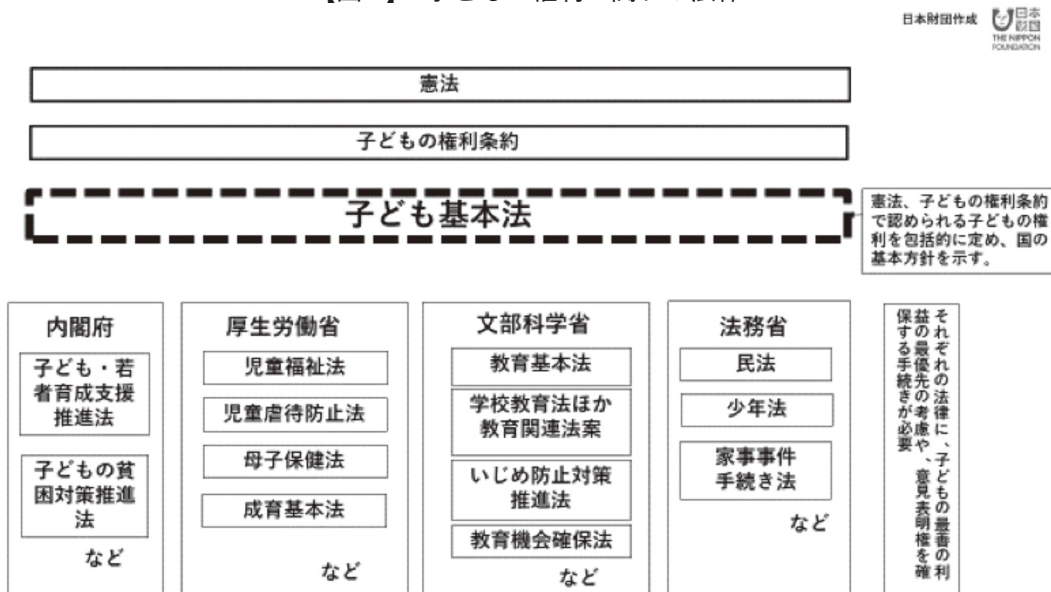 日本財団作成
日本
財団
THE NIPPON
FOUNDATION
憲法
子どもの権利条約
子ども基本法
憲法、子どもの権利条約
で認められる子どもの権
利を包括的に定め、国の
基本方針を示す。
内閣府
子ども・若
者育成支援
推進法
子どもの貧
困対策推進
法
など
厚生労働省
児童福祉法
児童虐待防止法
母子保健法
成育基本法
など
文部科学省
教育基本法
学校教育法ほか
教育関連法案
いじめ防止対策
推進法
教育機会確保法
など
法務省
民法
少年法
家事事件
手続き法
など
それぞれの法律に、子どもの最善の利
益の最優先の考慮や、意見表明権を確
保する手続きが必要